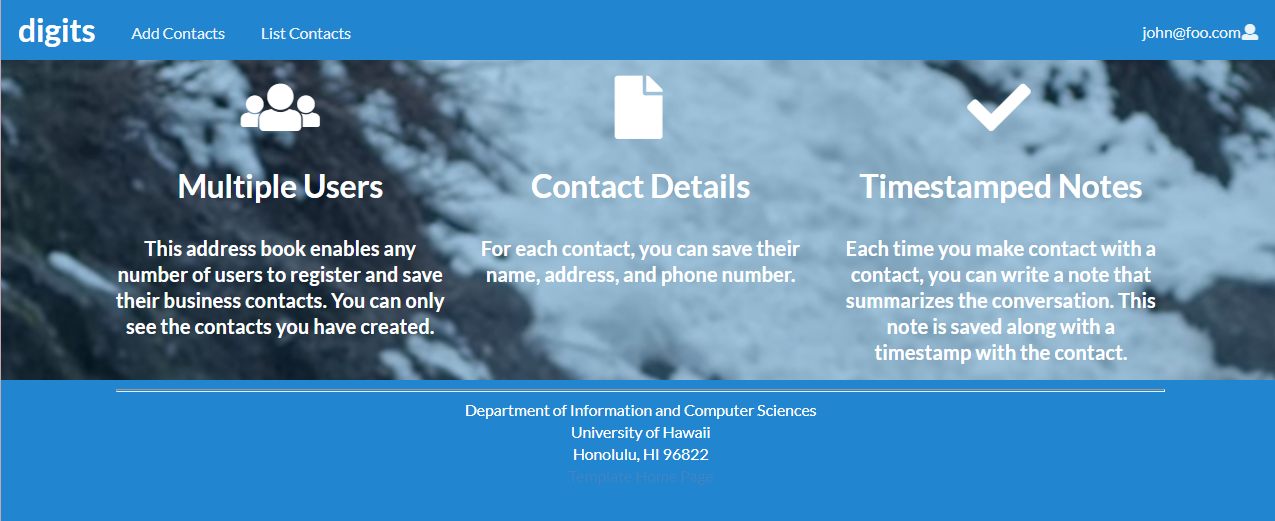 digits Add Contacts List Contacts john@foo.com
Multiple Users
This address book enables any
number of users to register and save
their business contacts. You can only
see the contacts you have created.
Contact Details
For each contact, you can save their
name, address, and phone number.
Timestamped Notes
Each time you make contact with a
contact, you can write a note that
summarizes the conversation. This
note is saved along with a
timestamp with the contact.
Department of Information and Computer Sciences
University of Hawaii
Honolulu, HI 96822
Template Home Page